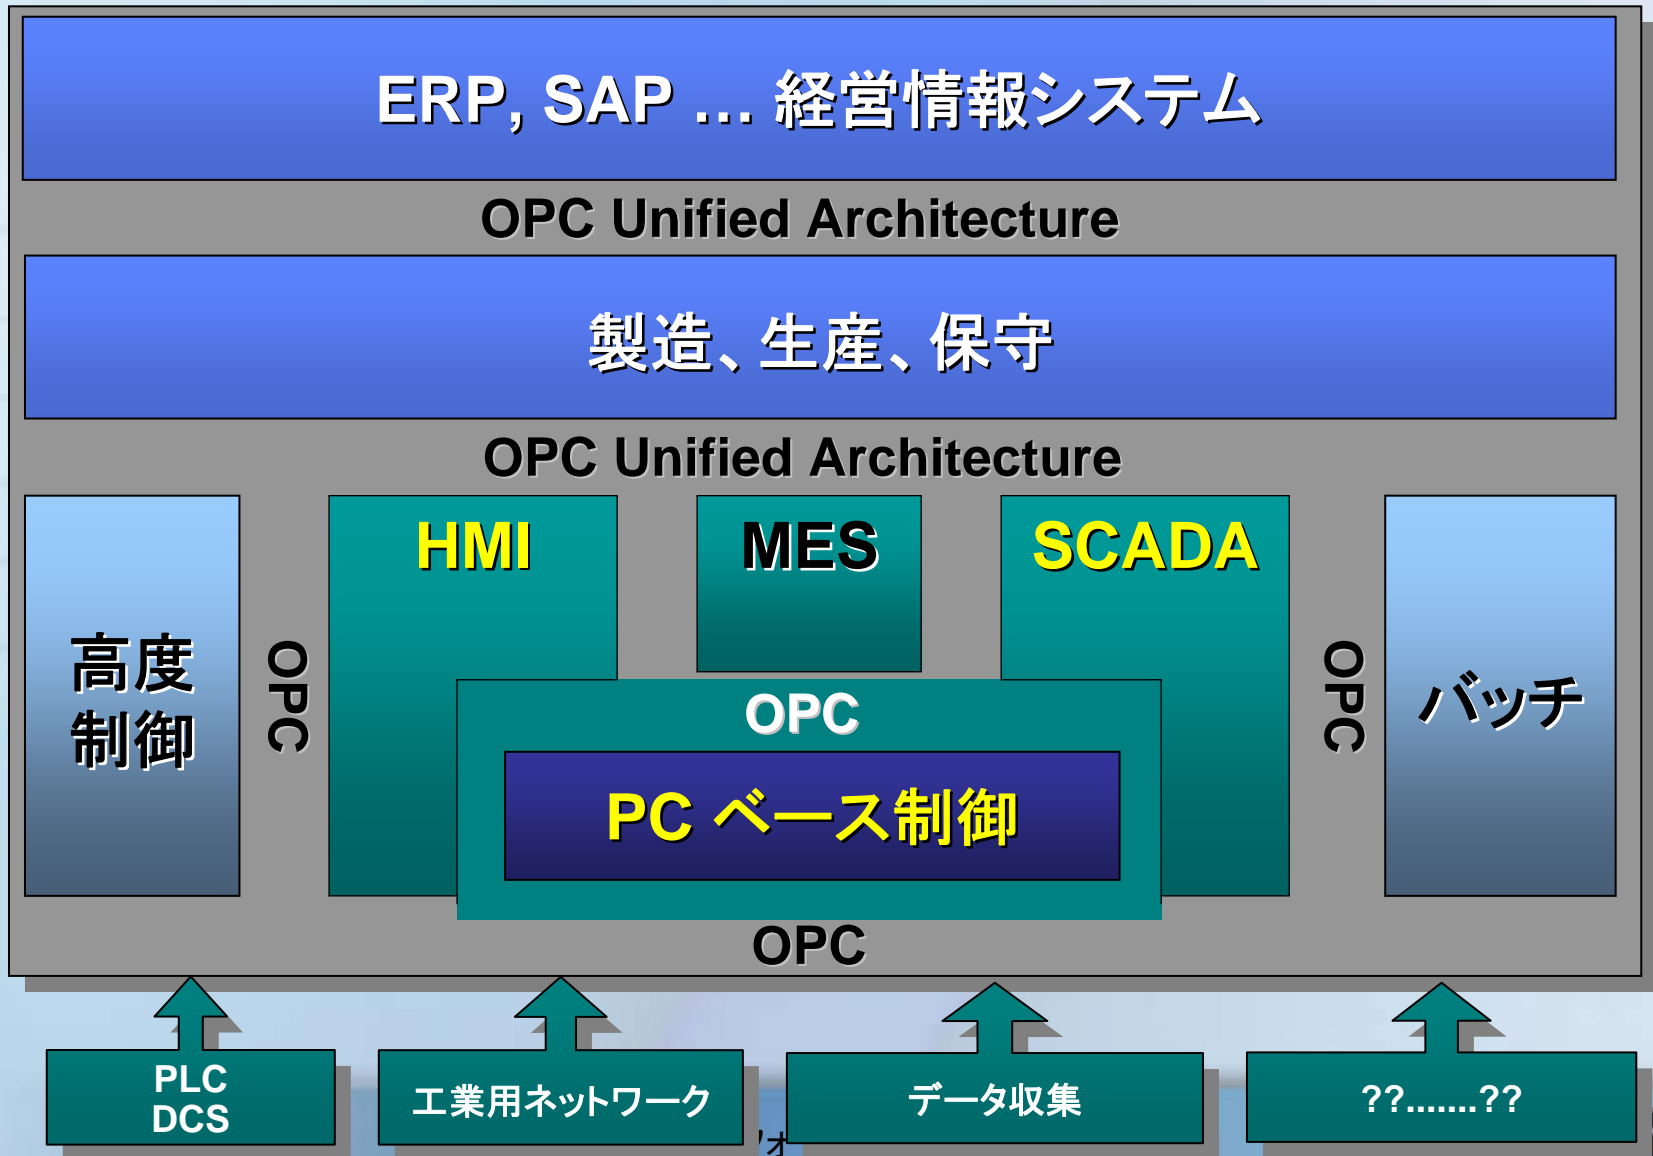 ERP, SAP ... 経営情報システム
OPC Unified Architecture
製造、生産、保守
OPC Unified Architecture
高度
制御
OPC
HMI
MES
SCADA
OPC
バッチ
OPC
PC ベース制御
OPC
PLC
DCS
工業用ネットワーク
データ収集
??.......??